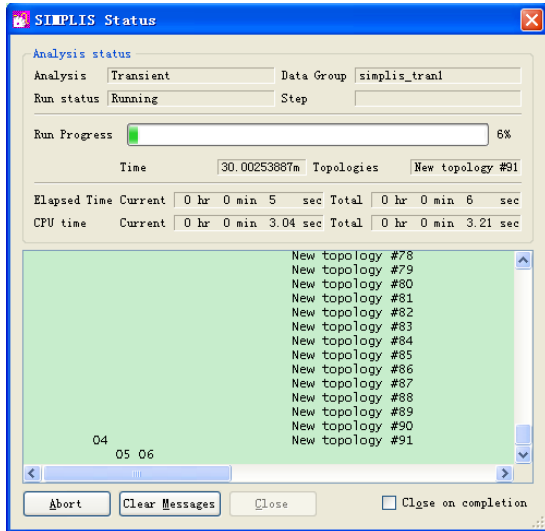 SIMPLIS Status
Analysis status
Analysis Transient Data Group simplis_tran1
Run status Running Step
Run Progress 6%
Time 30.00253887m Topologies New topology #91
Elapsed Time Current 0 hr 0 min 5 sec Total 0 hr 0 min 6 sec
CPU time Current 0 hr 0 min 3.04 sec Total 0 hr 0 min 3.21 sec
New topology #78
New topology #79
New topology #80
New topology #81
New topology #82
New topology #83
New topology #84
New topology #85
New topology #86
New topology #87
New topology #88
New topology #89
New topology #90
04 New topology #91
05 06
Abort Clear Messages Close Close on completion